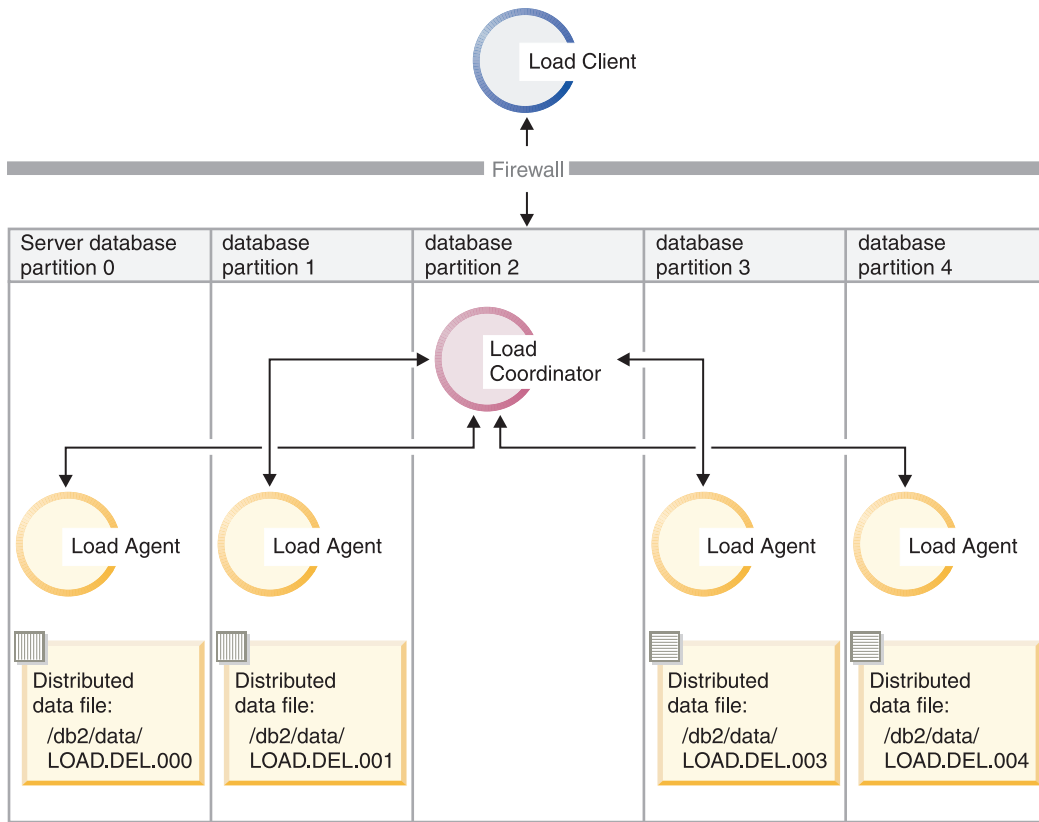 Load Client
Firewall
Server database
partition 0
database
partition 1
database
partition 2
database
partition 3
database
partition 4
Load
Coordinator
Load Agent
Load Agent
Load Agent
Load Agent
Distributed
data file:
/db2/data/
LOAD.DEL.000
Distributed
data file:
/db2/data/
LOAD.DEL.001
Distributed
data file:
/db2/data/
LOAD.DEL.003
Distributed
data file:
/db2/data/
LOAD.DEL.004